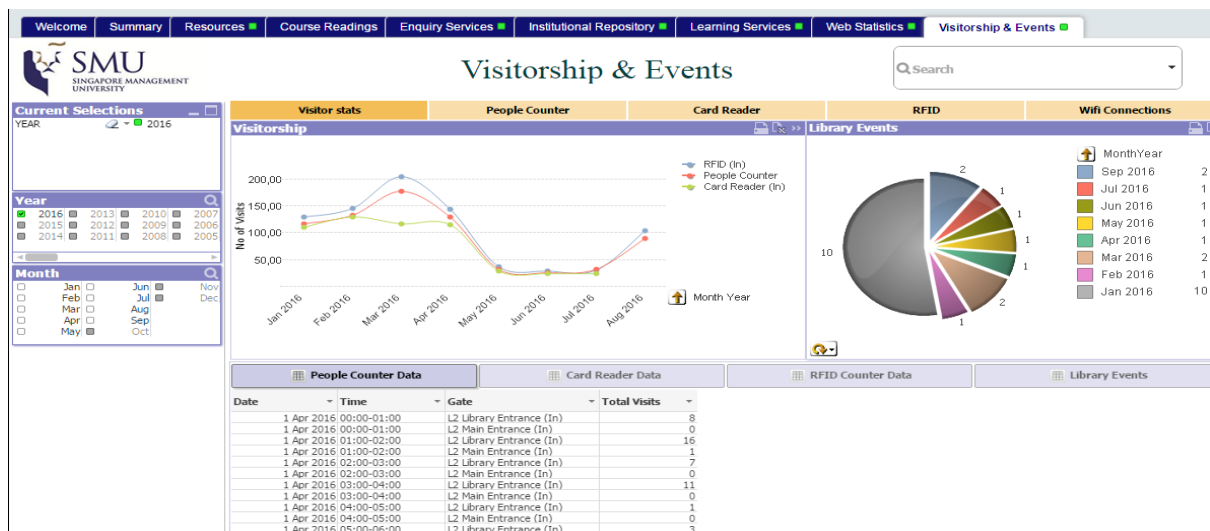 Welcome Summary Resources Course Readings Enquiry Services Institutional Repository Learning Services Web Statistics Visitorship & Events
SMU
SINGAPORE MANAGEMENT
UNIVERSITY
Visitorship & Events
Search
Current Selections
YEAR 2016
Year
2016 2013 2010 2007
2015 2012 2009 2006
2014 2011 2008 2005
Month
Jan Jun Nov
Feb Jul Dec
Mar Aug
Apr Sep
May Oct
Visitor stats People Counter Card Reader RFID Wifi Connections
Visitorship
RFID (In)
People Counter
Card Reader (In)
No of Visits
200,00
150,00
100,00
50,00
Jan 2016 Feb 2016 Mar 2016 Apr 2016 May 2016 Jun 2016 Jul 2016 Aug 2016
Month Year
Library Events
2
1
1
1
1
2
1
10
MonthYear
Sep 2016 2
Jul 2016 1
Jun 2016 1
May 2016 1
Apr 2016 1
Mar 2016 2
Feb 2016 1
Jan 2016 10
People Counter Data Card Reader Data RFID Counter Data Library Events
Date Time Gate Total Visits
1 Apr 2016 00:00-01:00 L2 Library Entrance (In) 8
1 Apr 2016 00:00-01:00 L2 Main Entrance (In) 0
1 Apr 2016 01:00-02:00 L2 Library Entrance (In) 16
1 Apr 2016 01:00-02:00 L2 Main Entrance (In) 1
1 Apr 2016 02:00-03:00 L2 Library Entrance (In) 7
1 Apr 2016 02:00-03:00 L2 Main Entrance (In) 0
1 Apr 2016 03:00-04:00 L2 Library Entrance (In) 11
1 Apr 2016 03:00-04:00 L2 Main Entrance (In) 0
1 Apr 2016 04:00-05:00 L2 Library Entrance (In) 1
1 Apr 2016 04:00-05:00 L2 Main Entrance (In) 0
1 Apr 2016 05:00-06:00 L2 Library Entrance (In) 3